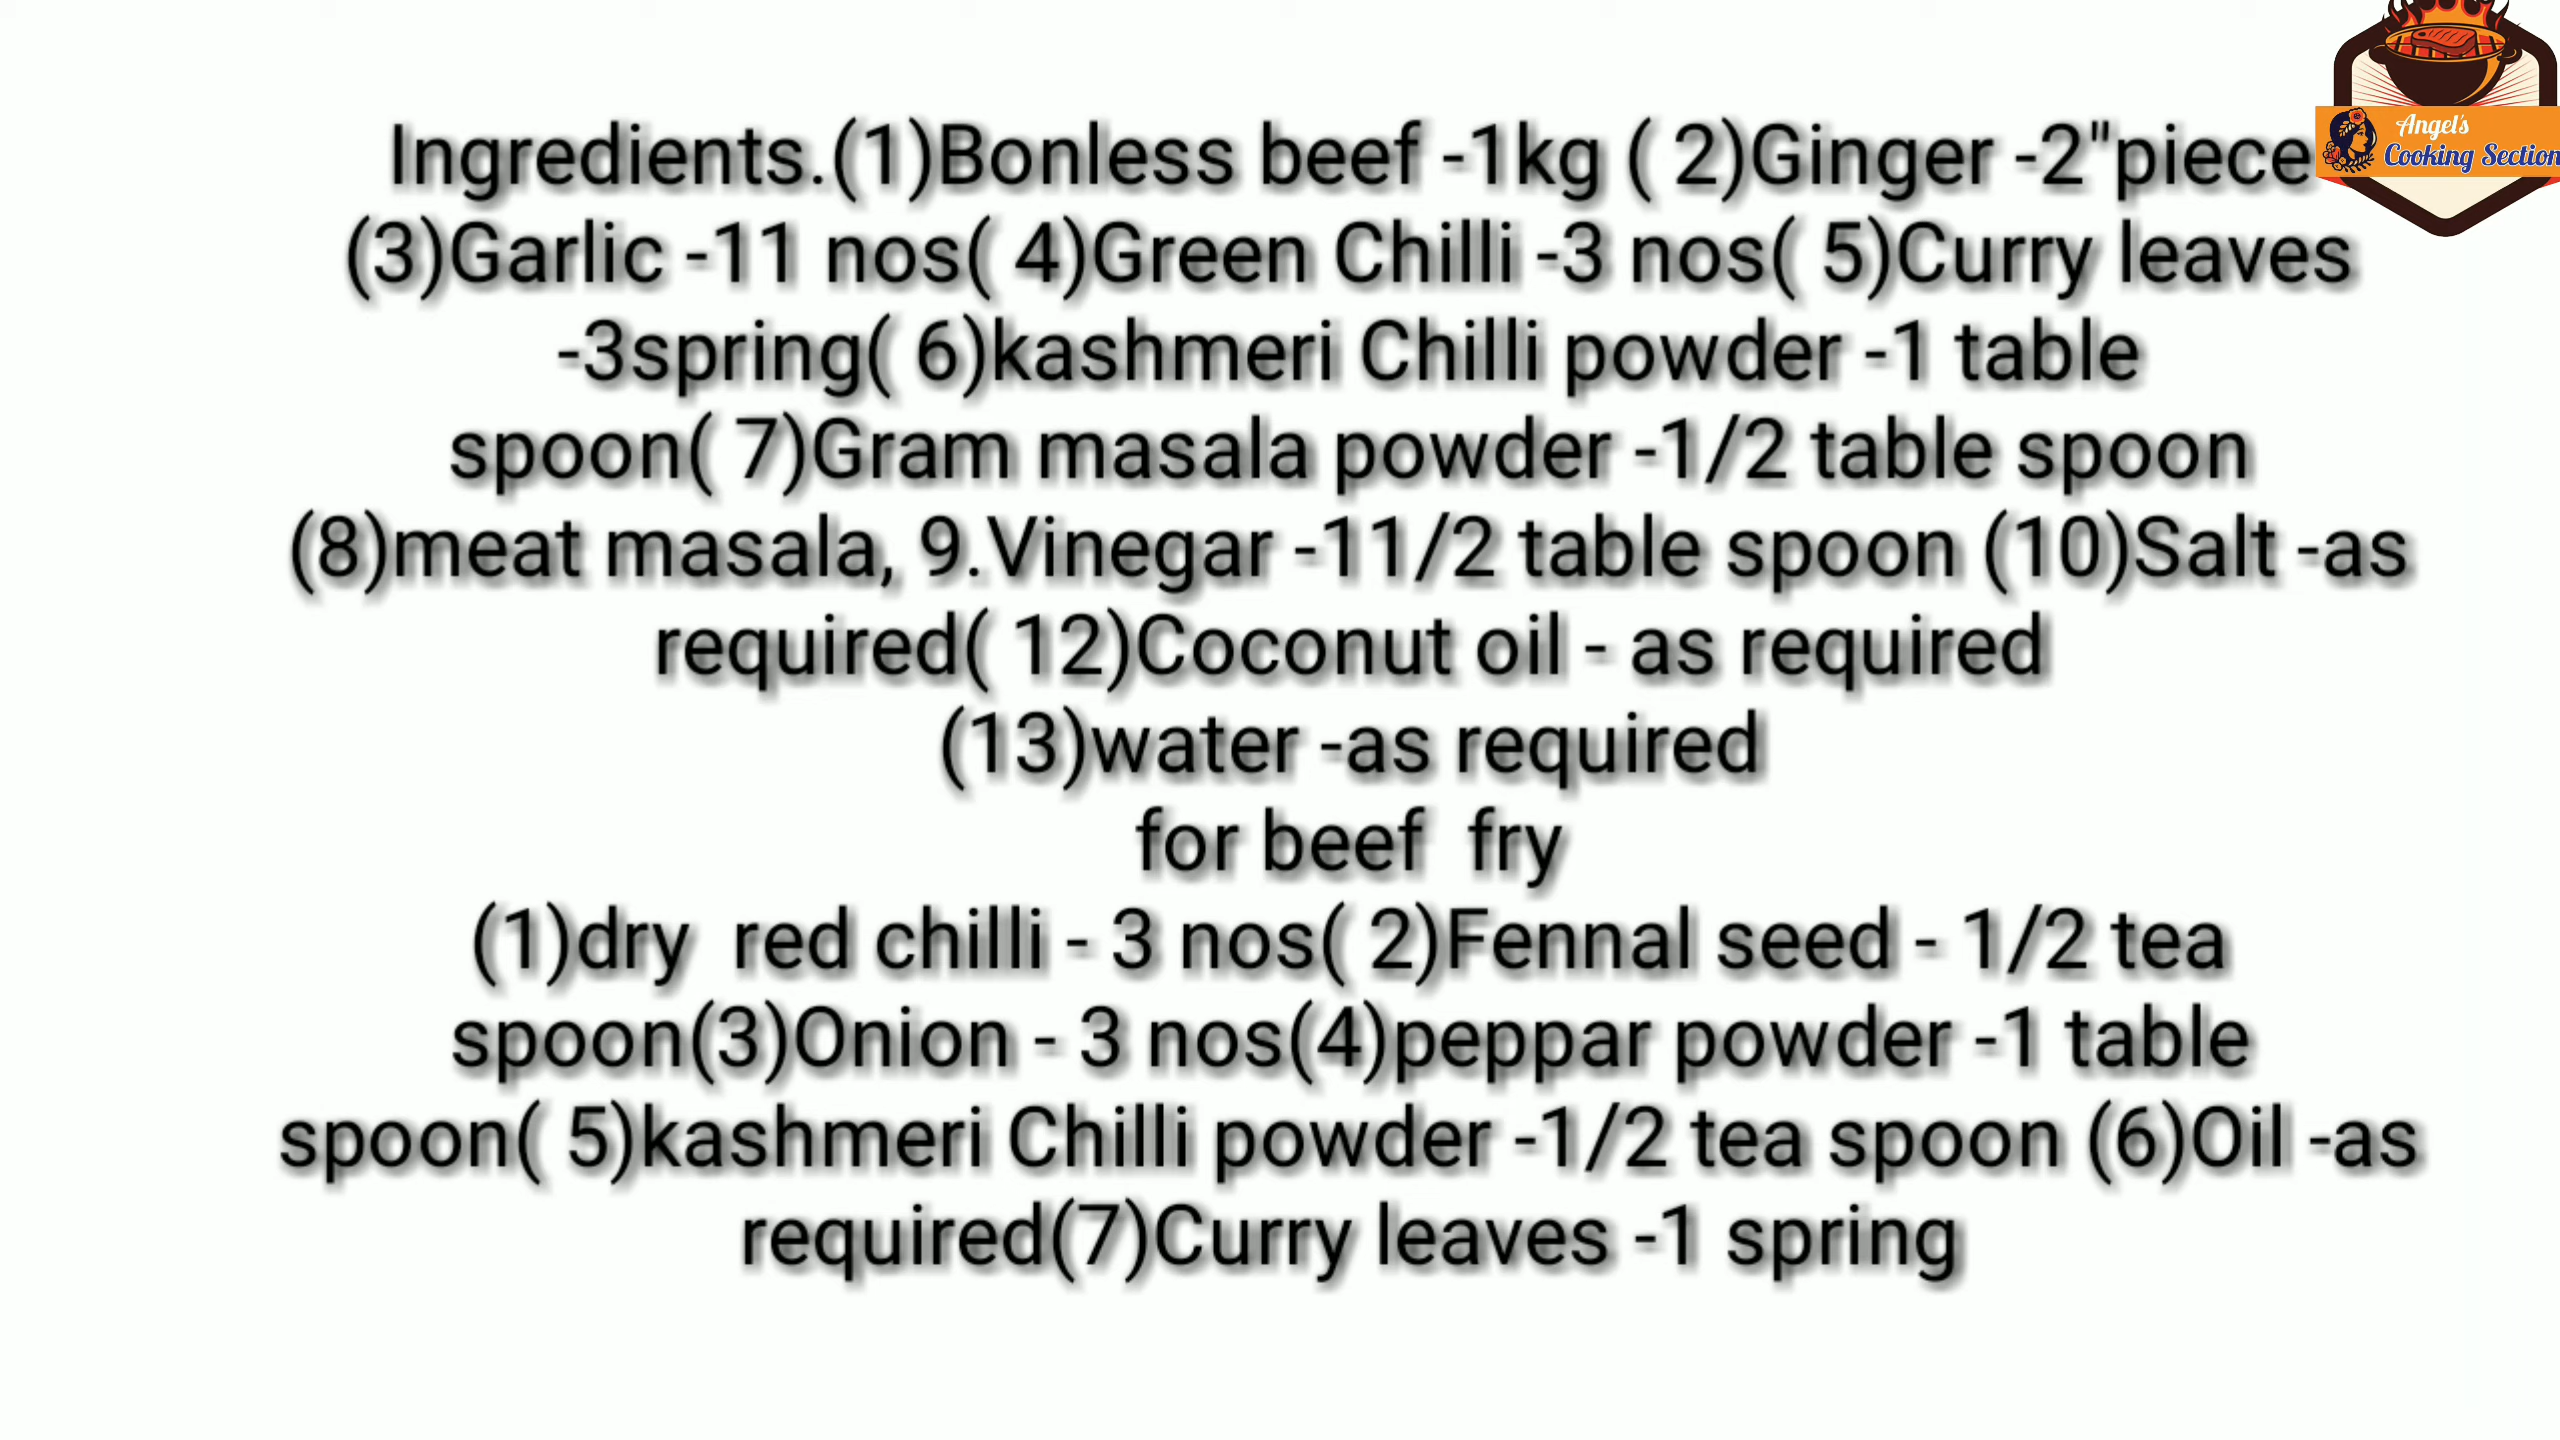 Angel's
Cooking Section
Ingredients.(1)Bonless beef -1kg ( 2)Ginger -2"piece
(3)Garlic -11 nos( 4)Green Chilli -3 nos( 5)Curry leaves
-3spring( 6)kashmeri Chilli powder -1 table
spoon( 7)Gram masala powder -1/2 table spoon
(8)meat masala, 9.Vinegar -11/2 table spoon (10)Salt -as
required( 12)Coconut oil - as required
(13)water -as required
for beef  fry
(1)dry  red chilli - 3 nos( 2)Fennal seed - 1/2 tea
spoon(3)Onion - 3 nos(4)peppar powder -1 table
spoon( 5)kashmeri Chilli powder -1/2 tea spoon (6)Oil -as
required(7)Curry leaves -1 spring